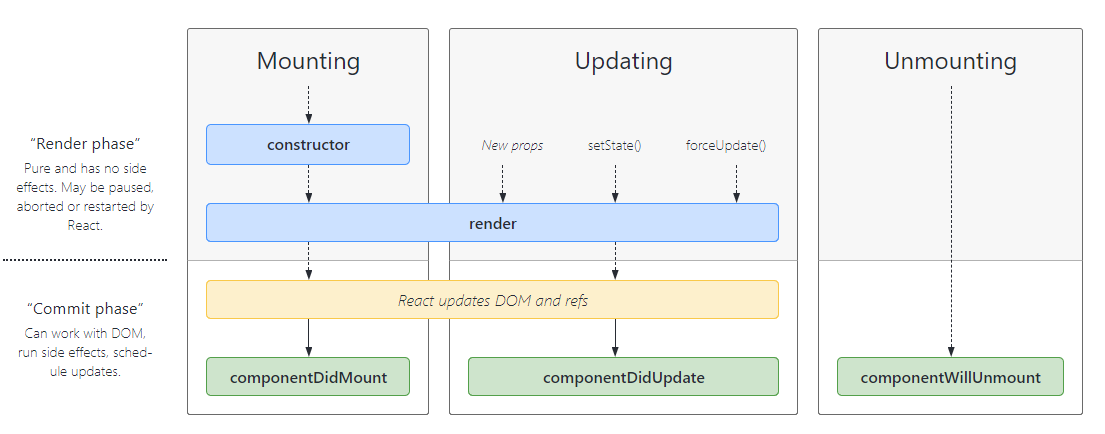 Mounting
Updating
Unmounting
“Render phase”
Pure and has no side
effects. May be paused,
aborted or restarted by
React.
constructor
New props
setState()
forceUpdate()
render
“Commit phase”
Can work with DOM,
run side effects, sched-
ule updates.
React updates DOM and refs
componentDidMount
componentDidUpdate
componentWillUnmount